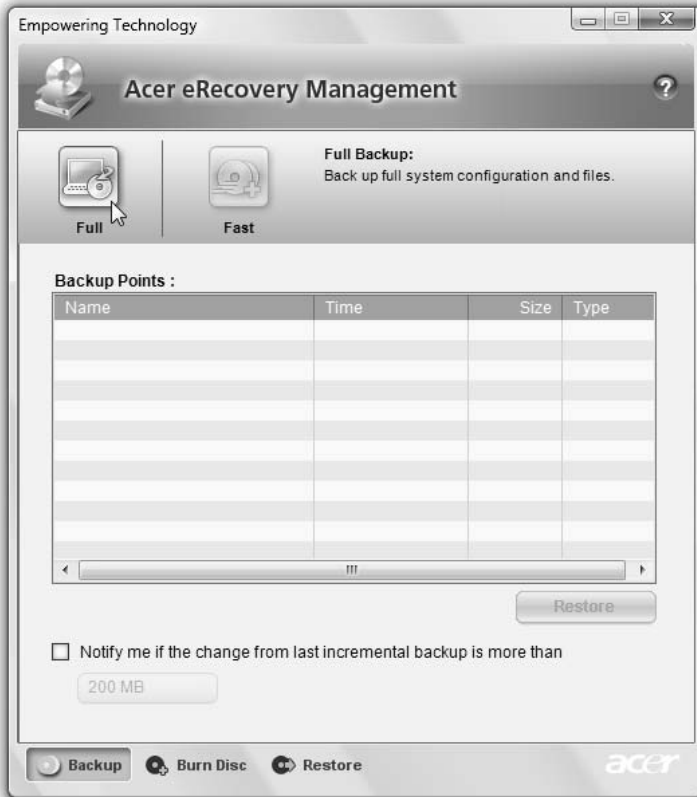 Empowering Technology
Acer eRecovery Management
?
Full Backup:
Back up full system configuration and files.
Full
Fast
Backup Points :
Name Time Size Type
Restore
Notify me if the change from last incremental backup is more than
200 MB
Backup Burn Disc Restore acer